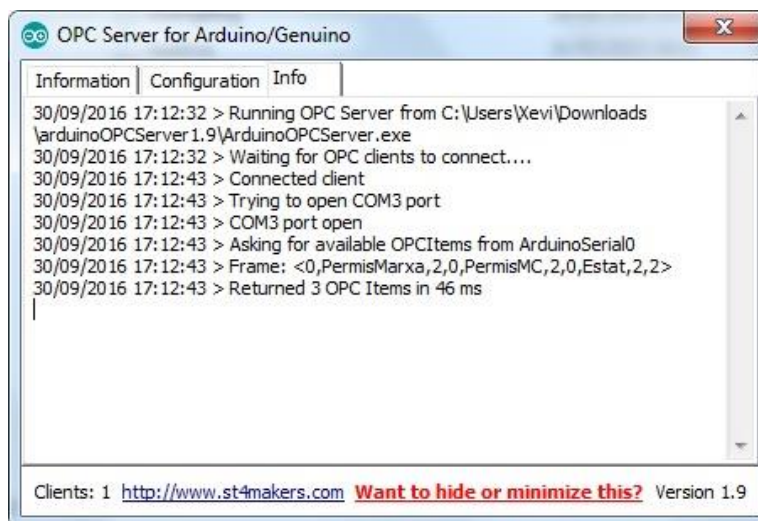 OPC Server for Arduino/Genuino
Information Configuration Info
30/09/2016 17:12:32 > Running OPC Server from C:\Users\Xevi\Downloads
\arduinoOPCServer1.9\ArduinoOPCServer.exe
30/09/2016 17:12:32 > Waiting for OPC clients to connect....
30/09/2016 17:12:43 > Connected client
30/09/2016 17:12:43 > Trying to open COM3 port
30/09/2016 17:12:43 > COM3 port open
30/09/2016 17:12:43 > Asking for available OPCItems from ArduinoSerial0
30/09/2016 17:12:43 > Frame: <0,PermisMarxa,2,0,PermisMC,2,0,Estat,2,2>
30/09/2016 17:12:43 > Returned 3 OPC Items in 46 ms
Clients: 1 http://www.st4makers.com Want to hide or minimize this? Version 1.9